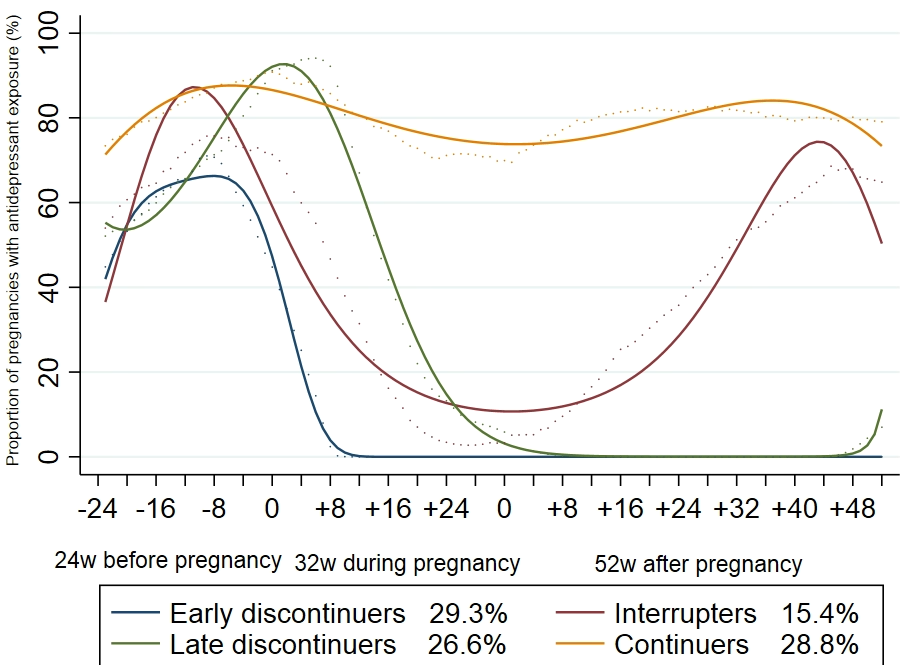 Proportion of pregnancies with antidepressant exposure (%)
100
80
60
40
20
0
-24 -16 -8 0 +8 +16 +24 0 +8 +16 +24 +32 +40 +48
24w before pregnancy 32w during pregnancy 52w after pregnancy
Early discontinuers 29.3% Interrupters 15.4%
Late discontinuers 26.6% Continuers 28.8%